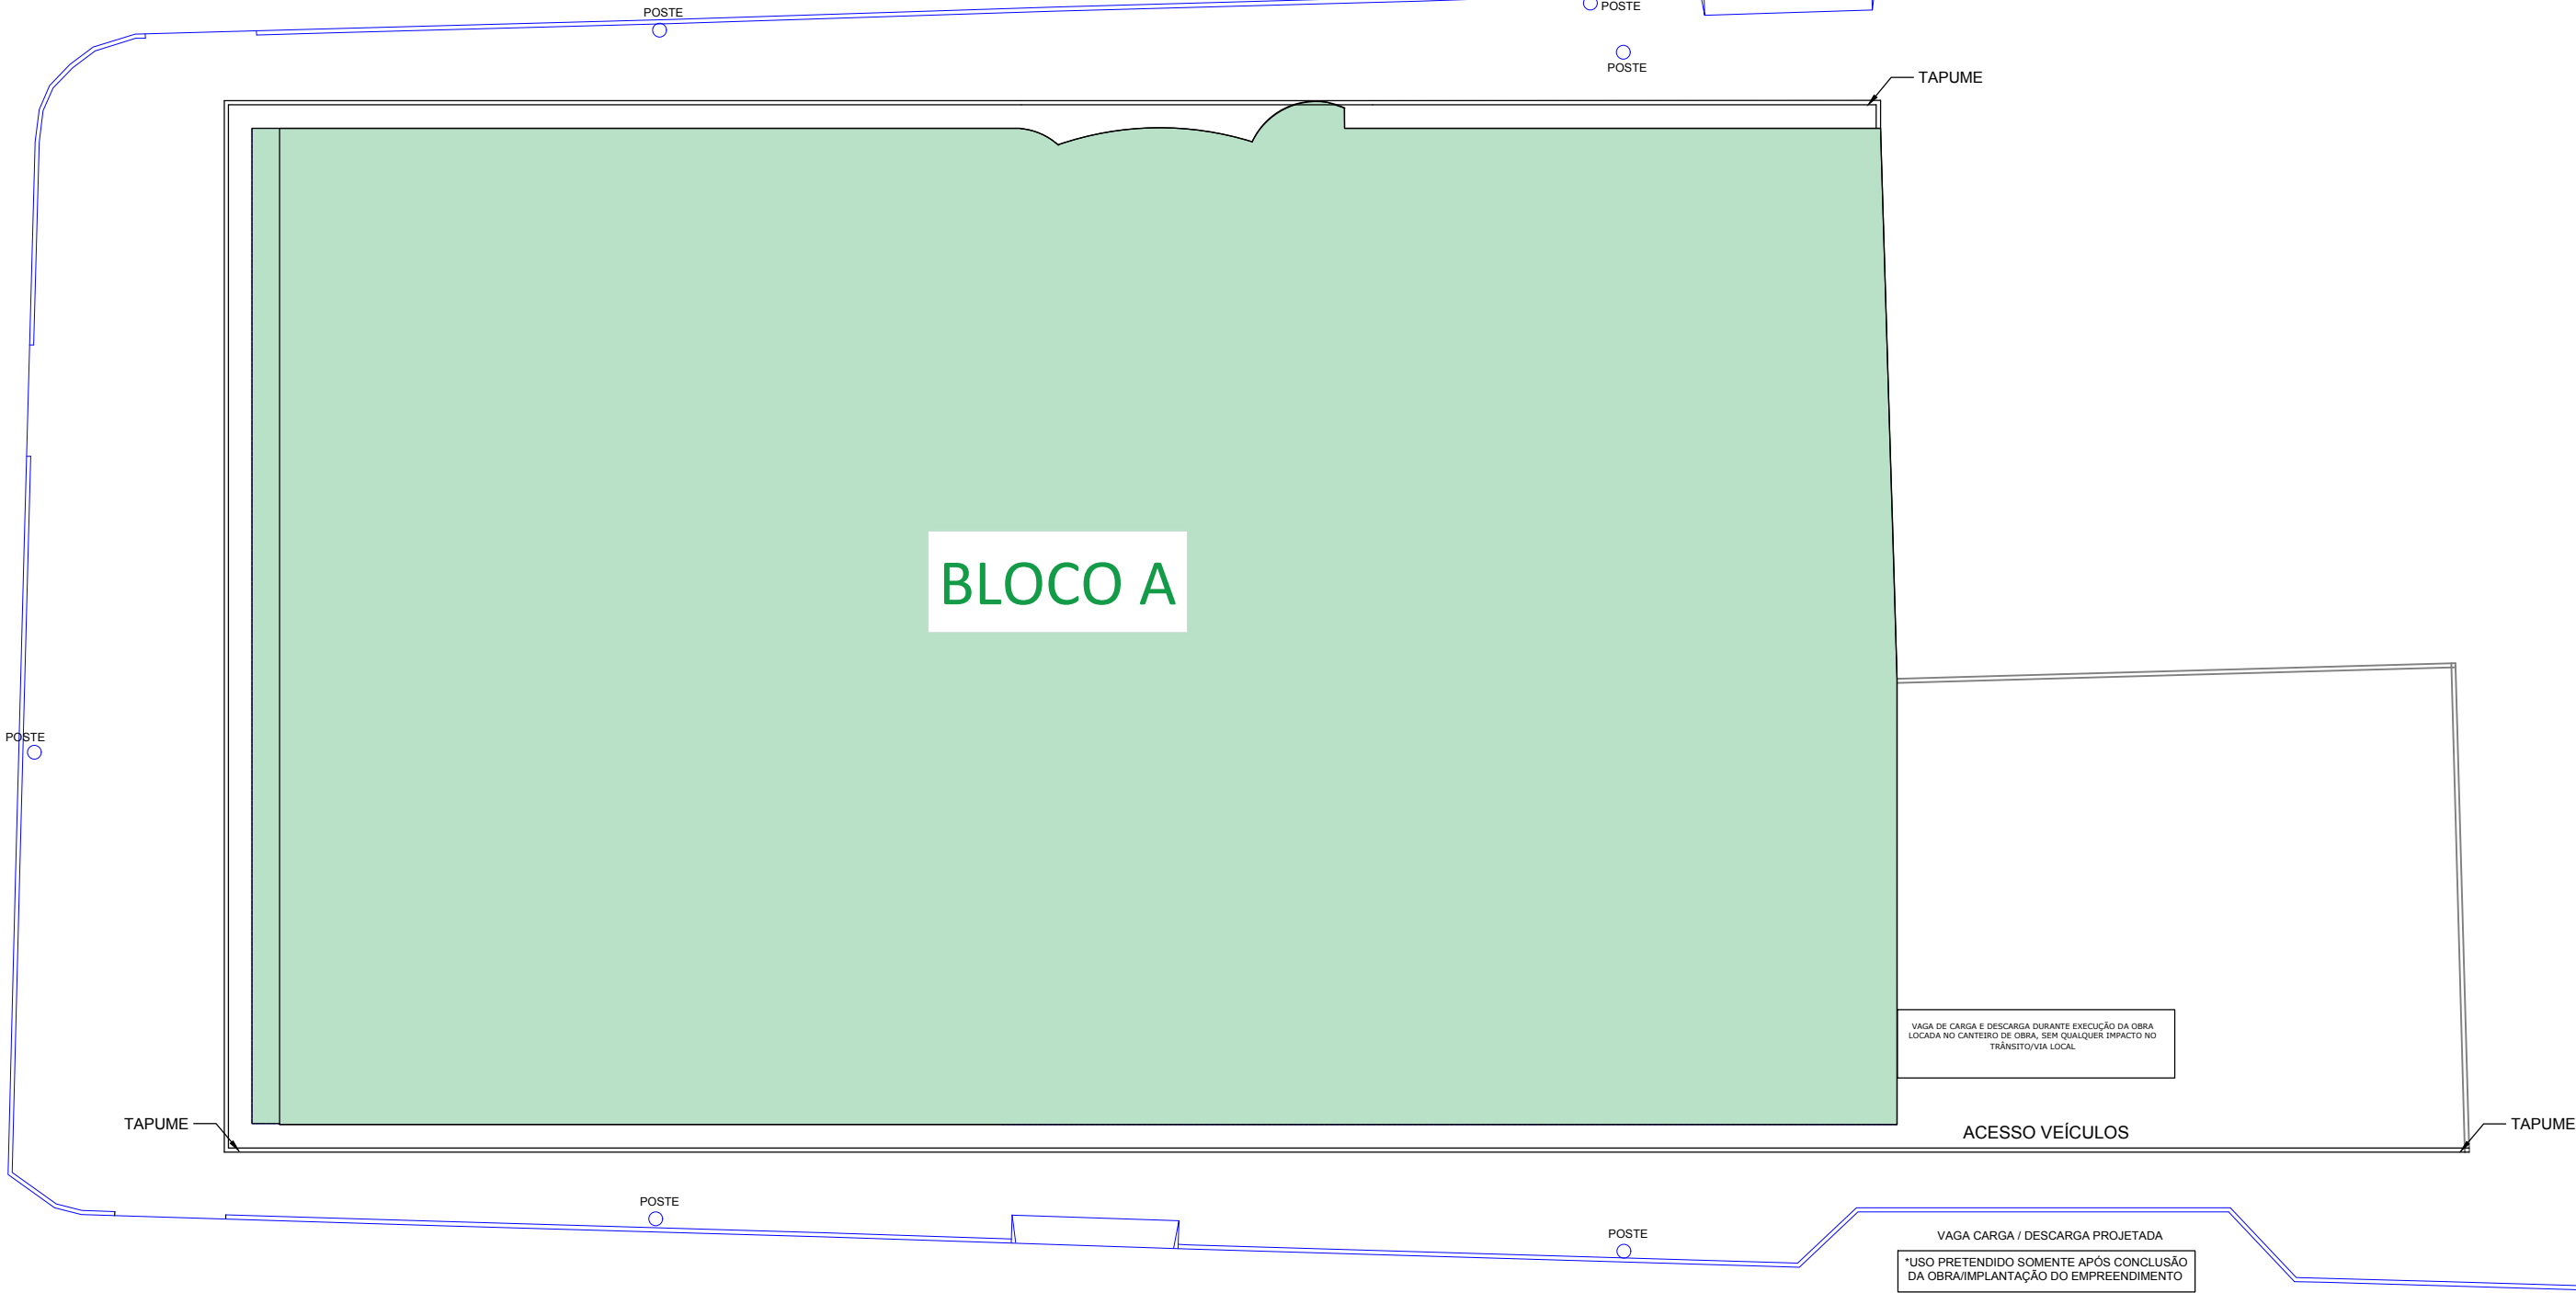 POSTE
POSTE
POSTE
TAPUME
BLOCO A
POSTE
VAGA DE CARGA E DESCARGA DURANTE EXECUÇÃO DA OBRA
LOCADA NO CANTEIRO DE OBRA, SEM QUALQUER IMPACTO NO
TRÂNSITO/VIA LOCAL
TAPUME
ACESSO VEÍCULOS
TAPUME
POSTE
POSTE
VAGA CARGA / DESCARGA PROJETADA
*USO PRETENDIDO SOMENTE APÓS CONCLUSÃO
DA OBRA/IMPLANTAÇÃO DO EMPREENDIMENTO